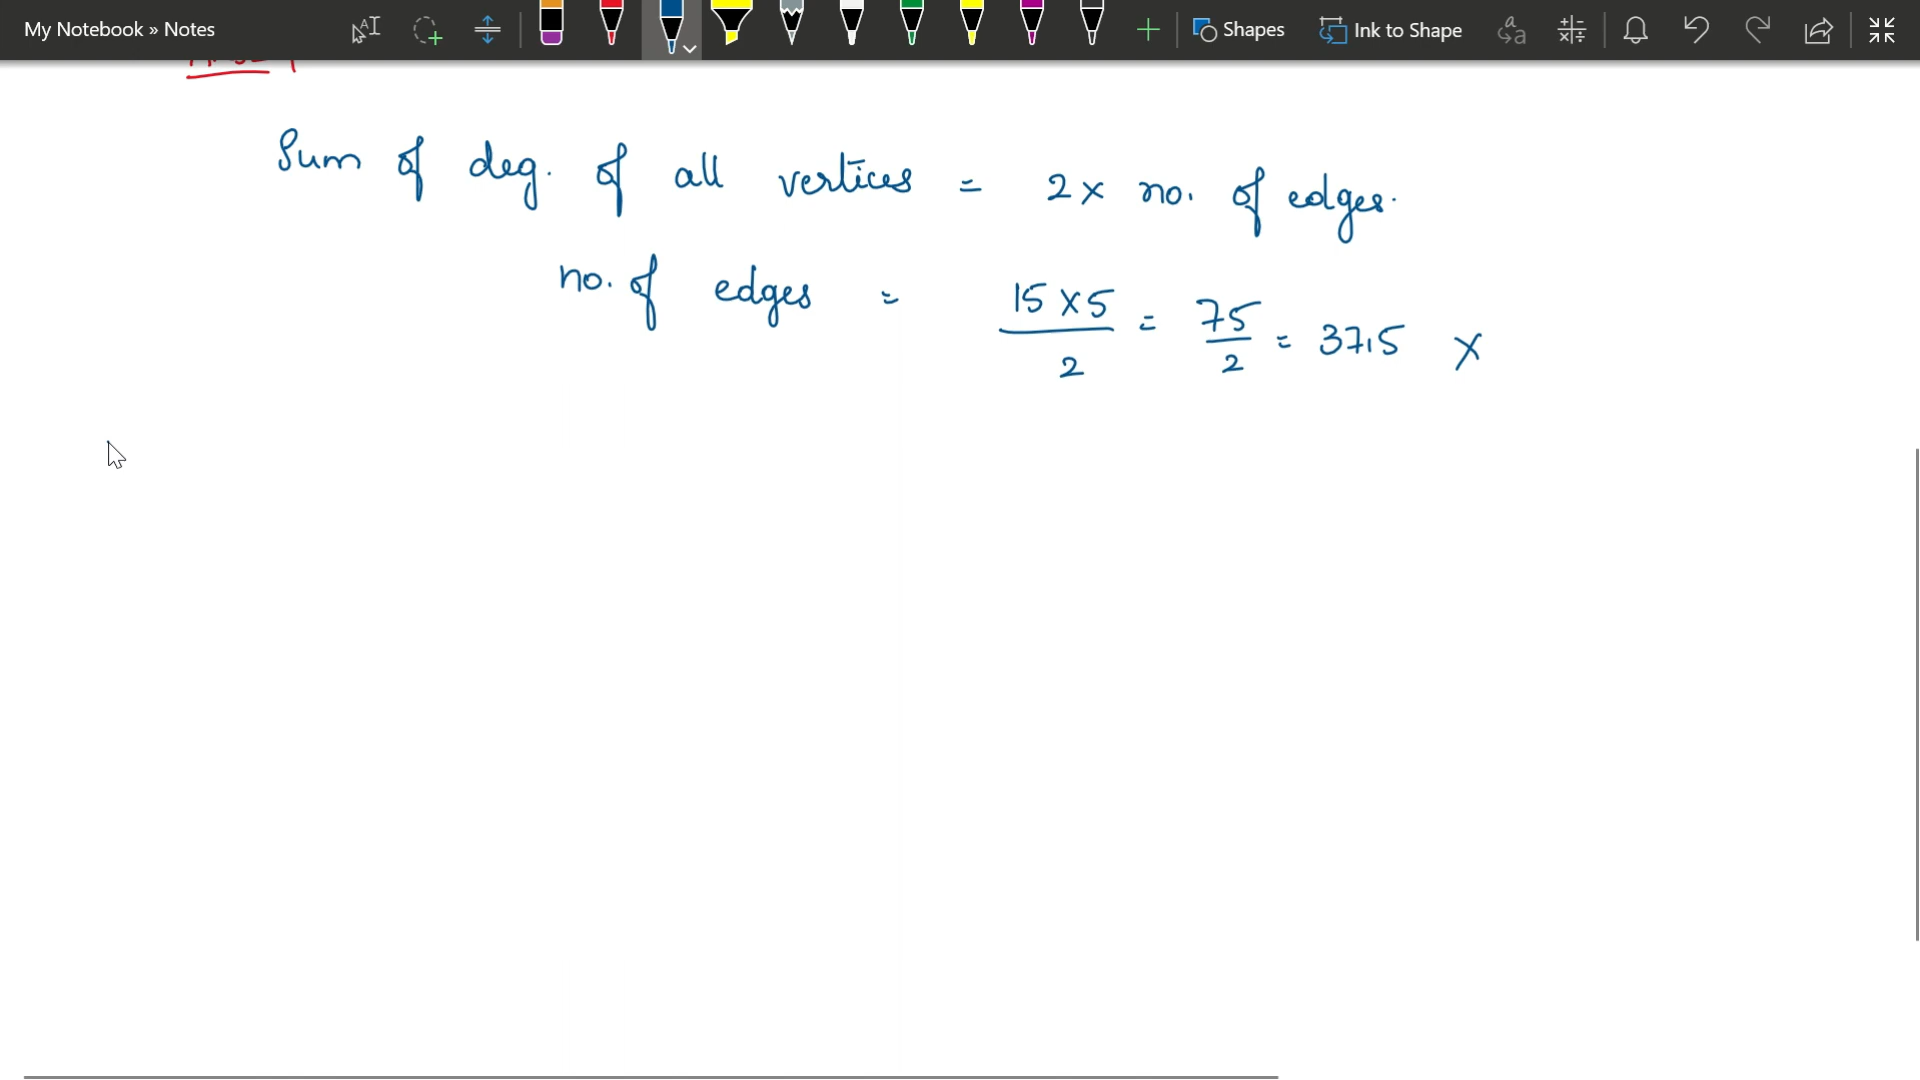 My Notebook » Notes
Shapes
Ink to Shape
Sum of deg. of all vertices = 2 x no. of edges.
no. of edges = 15 x 5 / 2 = 75 / 2 = 37.5 x